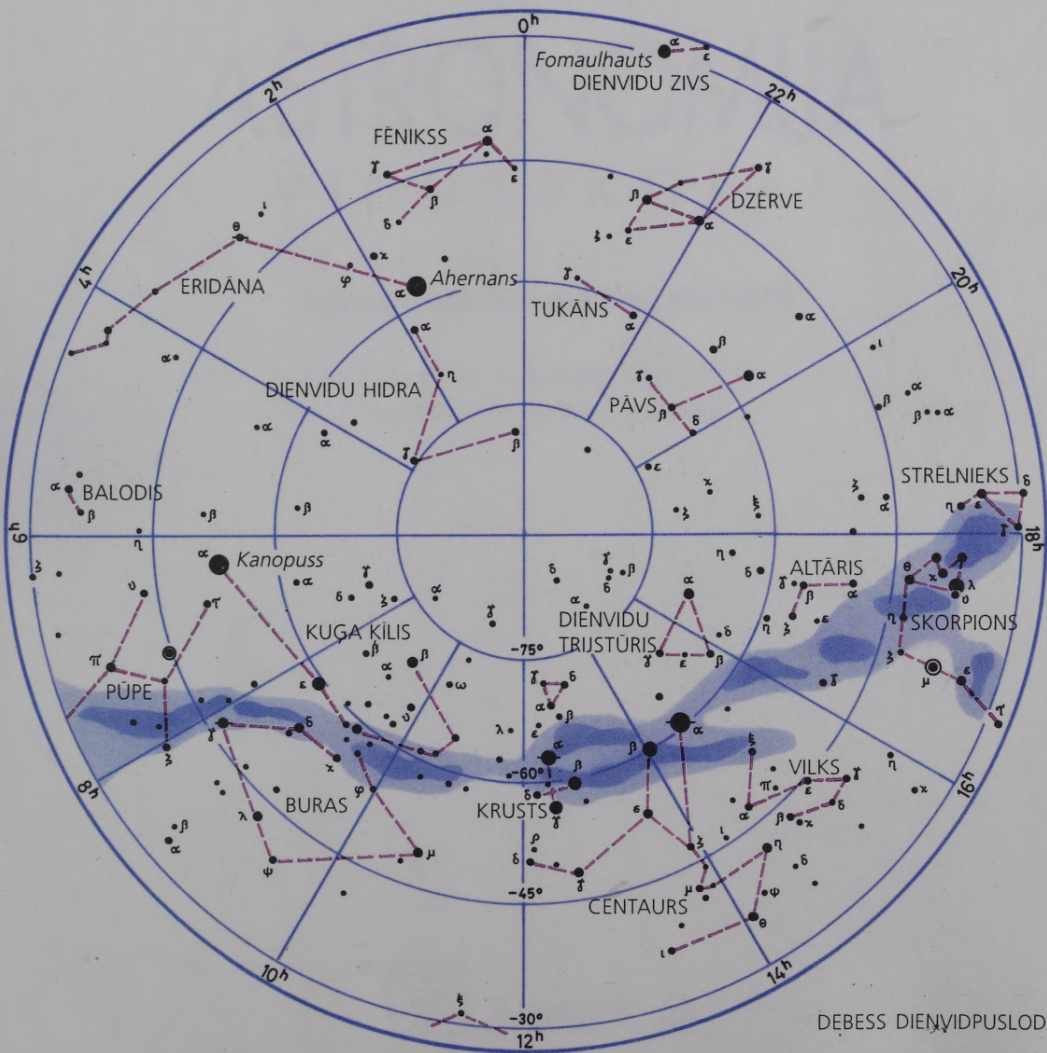 0h
Fomaulhauts α ε
DIENVIDU ZIVS
2h
22h
FĒNIKSS α
γ β ε δ
γ
DZĒRVE
β α ε ξ
ι
θ
κ
ERIDĀNA
φ
α Ahernans
4h
20h
γ
TUKĀNS
α
α
α
β
ι
α
η
DIENVIDU HIDRA
γ
α
PĀVS
β
δ
α
β
β α
α
α
γ
β
ε
κ
STRĒLNIEKS
δ
α
BALODIS
β
β
β
ξ
α
η
ε
γ
6h
18h
η
α Kanopuss
ξ
υ
τ
α
γ
δ
ξ
α
β
δ
α
γ
η
α
ALTĀRIS
γ
β
α
θ
κ
λ
υ
KUĢA ĶĪLIS
DIENVIDU
TRIJSTŪRIS
SKORPIONS
η
ξ
ε
η
π
PŪPE
β
α
β
ω
-75°
γ
ε
β
δ
ξ
μ
ε
τ
ε
υ
γ
δ
α
β
γ
ξ
γ
δ
κ
λ
ε
α
β
α
ξ
η
8h
-60°
π
VILKS
ε
γ
16h
BURAS
φ
KRUSTS
δ
β
γ
ε
α
β
κ
δ
κ
λ
β
α
ψ
μ
ρ
δ
γ
ξ
ι
η
δ
-45°
CENTAURS
ψ
θ
ι
10h
14h
ξ
-30°
12h
DEBESS DIENVIDPUSLOD